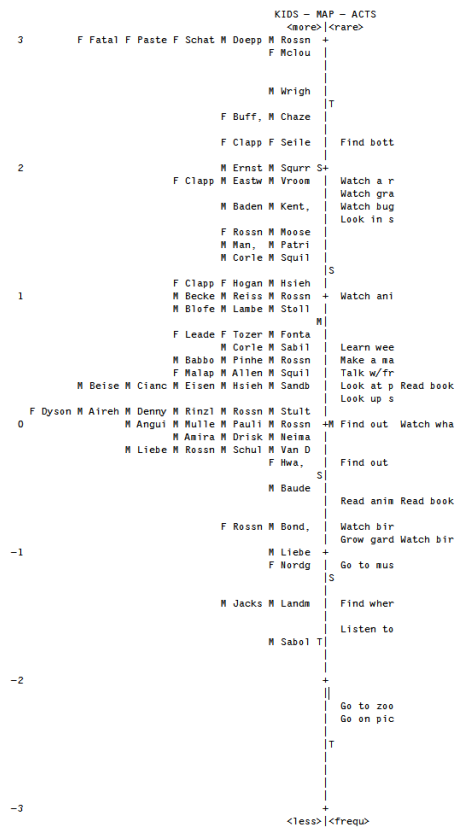 KIDS – MAP – ACTS
<more>|<rare>
3 F Fatal F Paste F Schat M Doepp M Rossn +
F Mclou |
|
|
M Wrigh |
|T
F Buff, M Chaze |
|
F Clapp F Seile | Find bott
|
2 M Ernst M Squrr S+
F Clapp M Eastw M Vroom | Watch a r
| Watch gra
M Baden M Kent, | Watch bug
| Look in s
F Rossn M Moose |
M Man, M Patri |
M Corle M Squil |
|S
F Clapp F Hogan M Hsieh |
1 M Becke M Reiss M Rossn + Watch ani
M Blofe M Lambe M Stoll |
M|
F Leade F Tozer M Fonta |
M Corle M Sabil | Learn wee
M Babbo M Pinhe M Rossn | Make a ma
F Malap M Allen M Squil | Talk w/fr
M Beise M Cianc M Eisen M Hsieh M Sandb | Look at p Read book
| Look up s
F Dyson M Aireh M Denny M Rinzl M Rossn M Stult |
0 M Angui M Mulle M Pauli M Rossn +M Find out Watch wha
M Amira M Drisk M Neima |
M Liebe M Rossn M Schul M Van D |
F Hwa, | Find out
S|
M Baude |
| Read anim Read book
|
F Rossn M Bond, | Watch bir
| Grow gard Watch bir
–1 M Liebe +
F Nordg | Go to mus
|S
|
M Jacks M Landm | Find wher
|
| Listen to
M Sabol T|
|
|
–2 +
||
| Go to zoo
| Go on pic
|
|T
|
|
|
|
–3 +
<less>|<frequ>